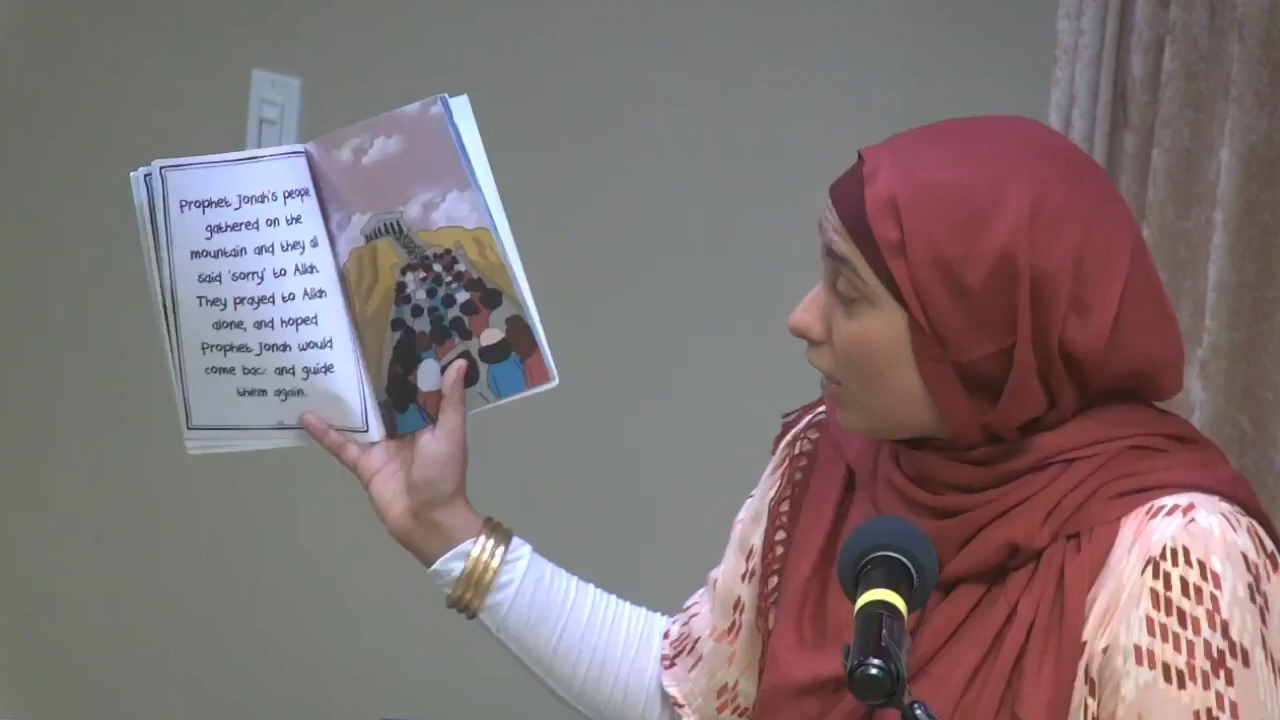 Prophet Jonah's people
gathered on the
mountain and they all
said 'sorry' to Allah.
They prayed to Allah
alone, and hoped
Prophet Jonah would
come back and guide
them again.